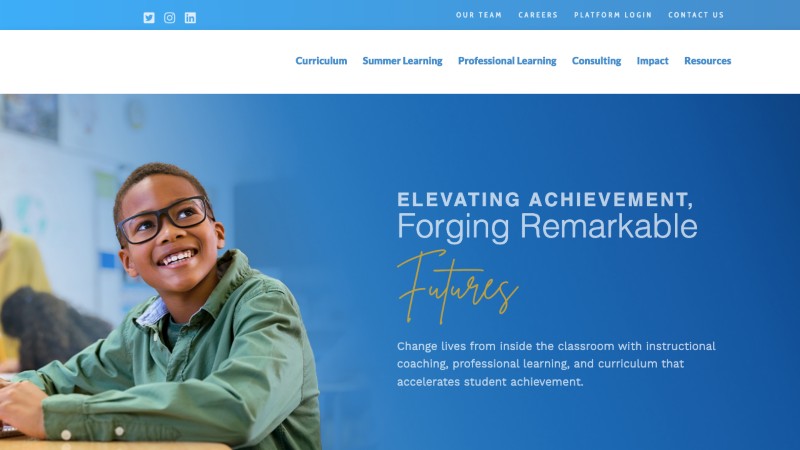 OUR TEAM CAREERS PLATFORM LOGIN CONTACT US
Curriculum Summer Learning Professional Learning Consulting Impact Resources
ELEVATING ACHIEVEMENT,
Forging Remarkable
Futures
Change lives from inside the classroom with instructional
coaching, professional learning, and curriculum that
accelerates student achievement.